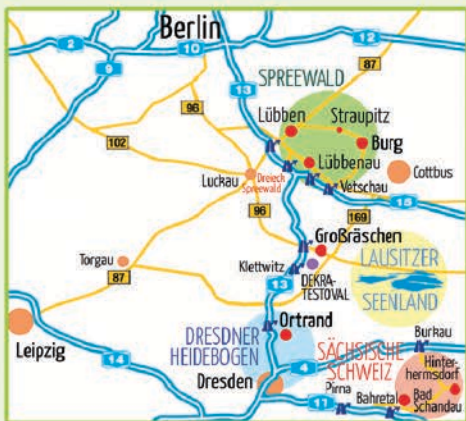 Berlin
2
10
12
9
13
87
SPREEWALD
96
Lübben
Straupitz
Burg
102
Lübbenau
Luckau
Dreieck
Spreewald
Vetschau
Cottbus
15
96
169
Großräschen
Torgau
Klettwitz
DEKRA-
TESTOVAL
LAUSITZER
SEENLAND
87
13
Ortrand
DRESDNER
HEIDEBOGEN
Burkau
Leipzig
14
4
SÄCHSISCHE
SCHWEIZ
Hinter-
hermsdorf
Dresden
Pirna
11
Bahretal
Bad
Schandau